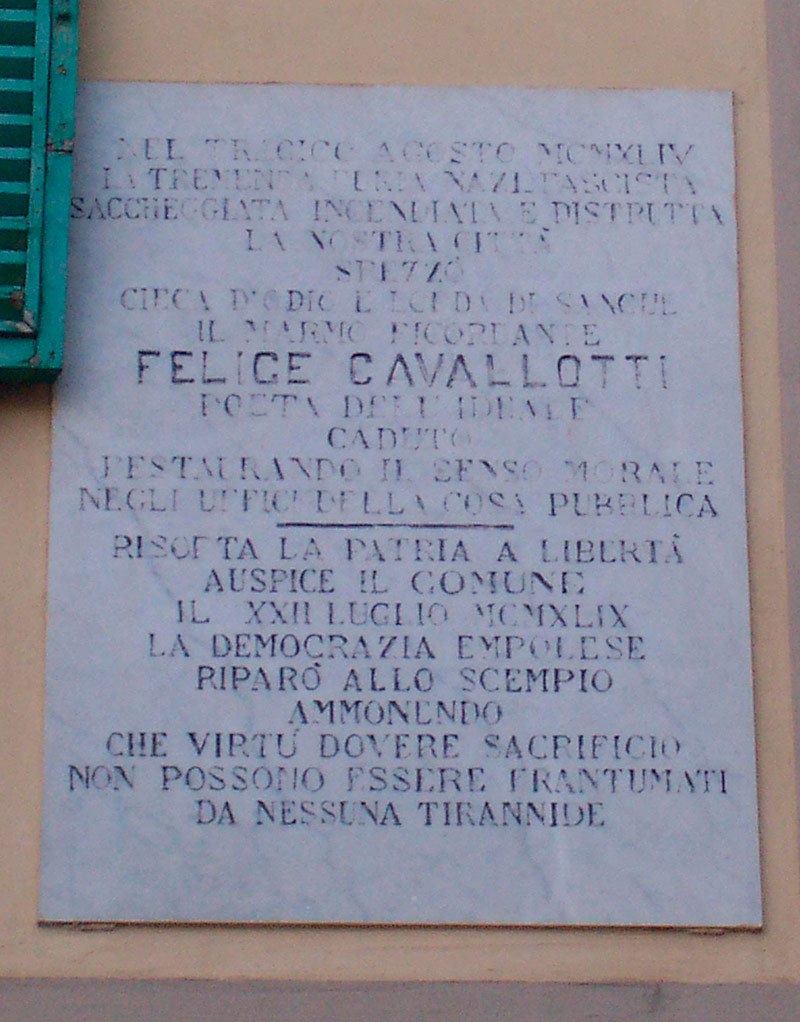 NEL TRAGICO AGOSTO MCMXLIV
LA TREMENDA FURIA NAZIFASCISTA
SACCHEGGIATA INCENDIATA E DISTRUTTA
LA NOSTRA CITTÀ
SPEZZÒ
CIECA D'ODIO E LORDA DI SANGUE
IL MARMO RICORDANTE
FELICE CAVALLOTTI
POETA DELL'IDEALE
CADUTO
RESTAURANDO IL SENSO MORALE
NEGLI UFFICI DELLA COSA PUBBLICA
RISORTA LA PATRIA A LIBERTÀ
AUSPICE IL COMUNE
IL XXII LUGLIO MCMXLIX
LA DEMOCRAZIA EMPOLESE
RIPARÒ ALLO SCEMPIO
AMMONENDO
CHE VIRTÚ DOVERE SACRIFICIO
NON POSSONO ESSERE FRANTUMATI
DA NESSUNA TIRANNIDE